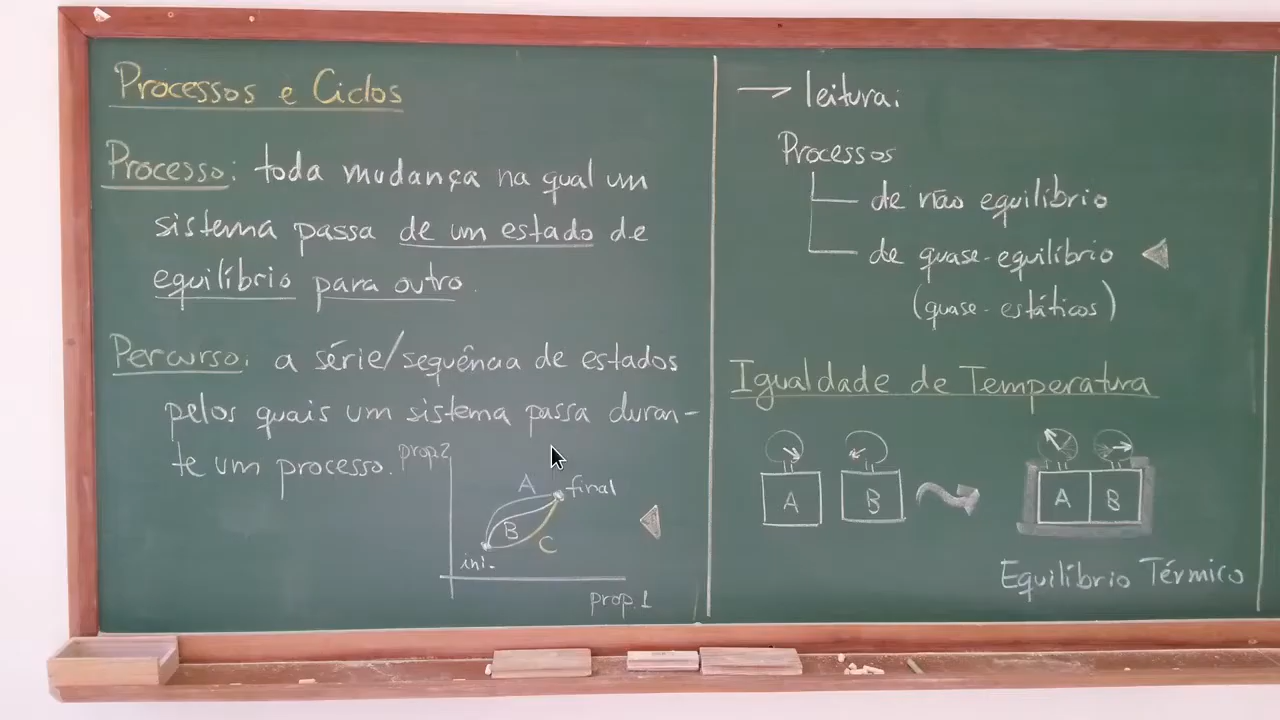 Processos e Ciclos
Processo: toda mudança na qual um
sistema passa de um estado de
equilíbrio para outro.
Percurso: a série/sequência de estados
pelos quais um sistema passa duran-
te um processo.
prop.2
A
final
B
C
ini.
prop.1
→ leitura:
Processos
de não equilíbrio
de quase-equilíbrio
(quase-estáticos)
Igualdade de Temperatura
A B A B
Equilíbrio Térmico